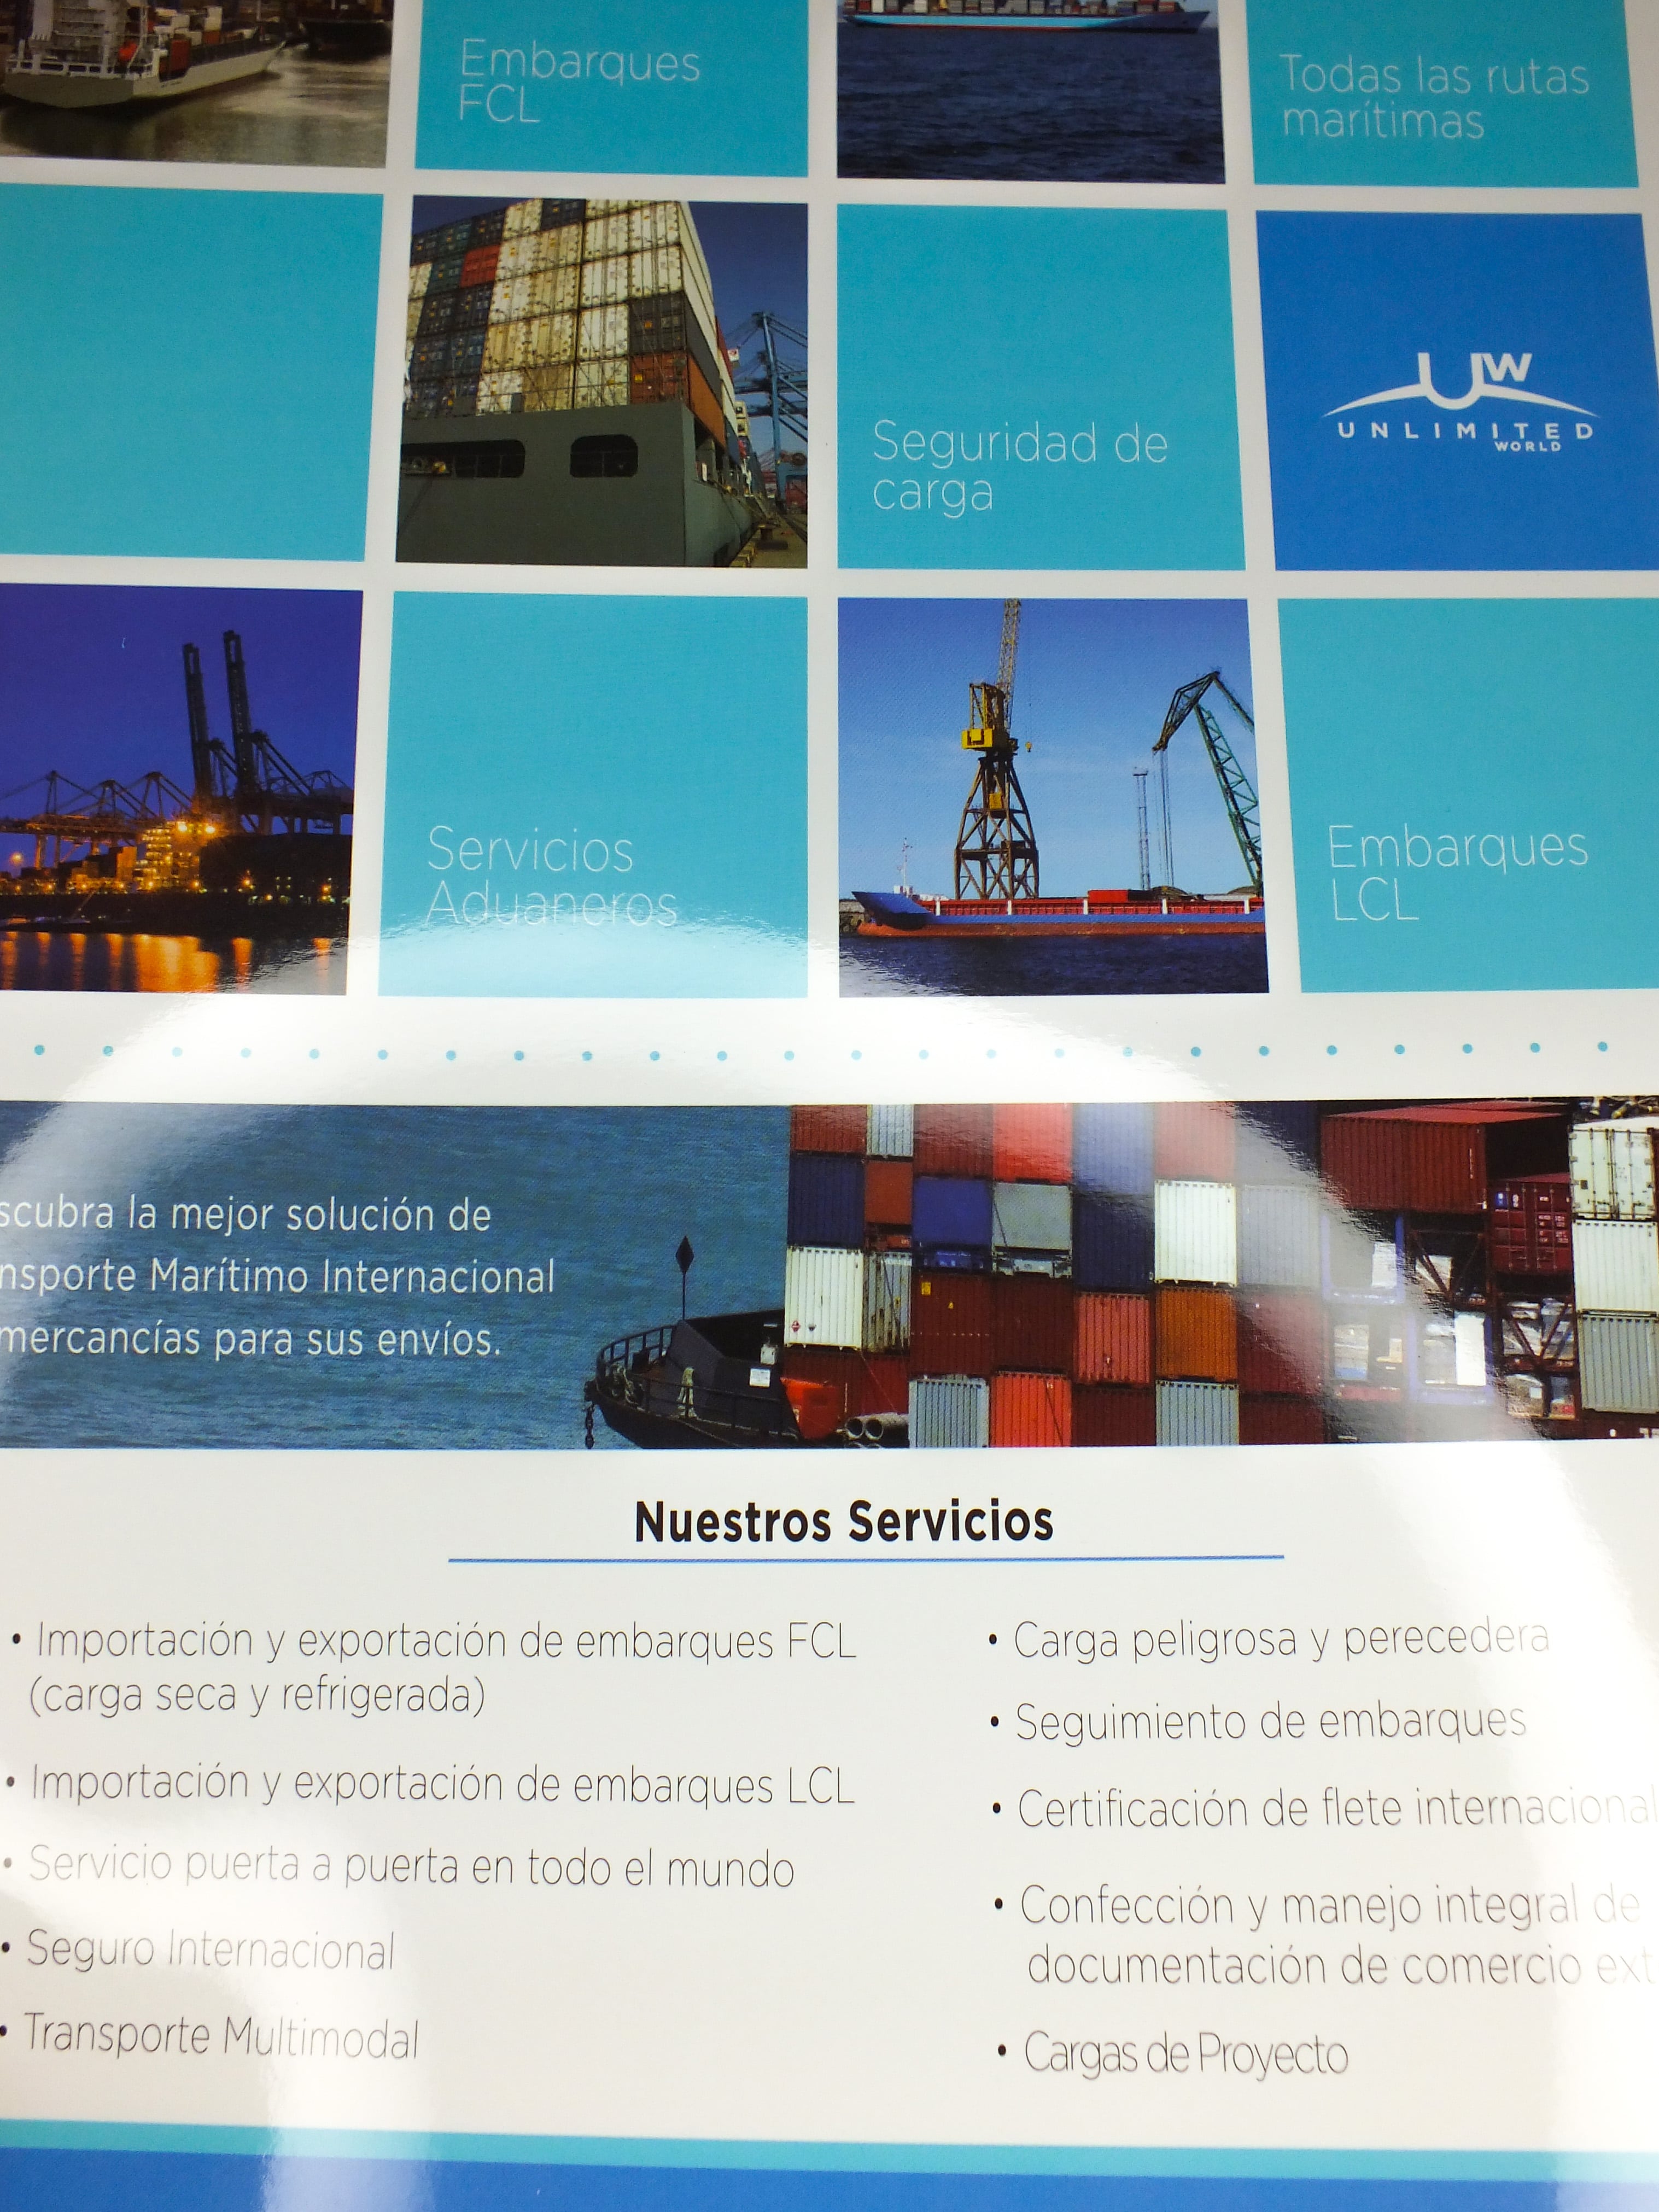 Embarques
FCL
Todas las rutas
marítimas
Seguridad de
carga
UW
UNLIMITED
WORLD
Servicios
Aduaneros
Embarques
LCL
scubra la mejor solución de
nsporte Marítimo Internacional
mercancías para sus envíos.
Nuestros Servicios
• Importación y exportación de embarques FCL
(carga seca y refrigerada)
• Importación y exportación de embarques LCL
• Servicio puerta a puerta en todo el mundo
• Seguro Internacional
• Transporte Multimodal
• Carga peligrosa y perecedera
• Seguimiento de embarques
• Certificación de flete internacional
• Confección y manejo integral de
documentación de comercio ext
• Cargas de Proyecto